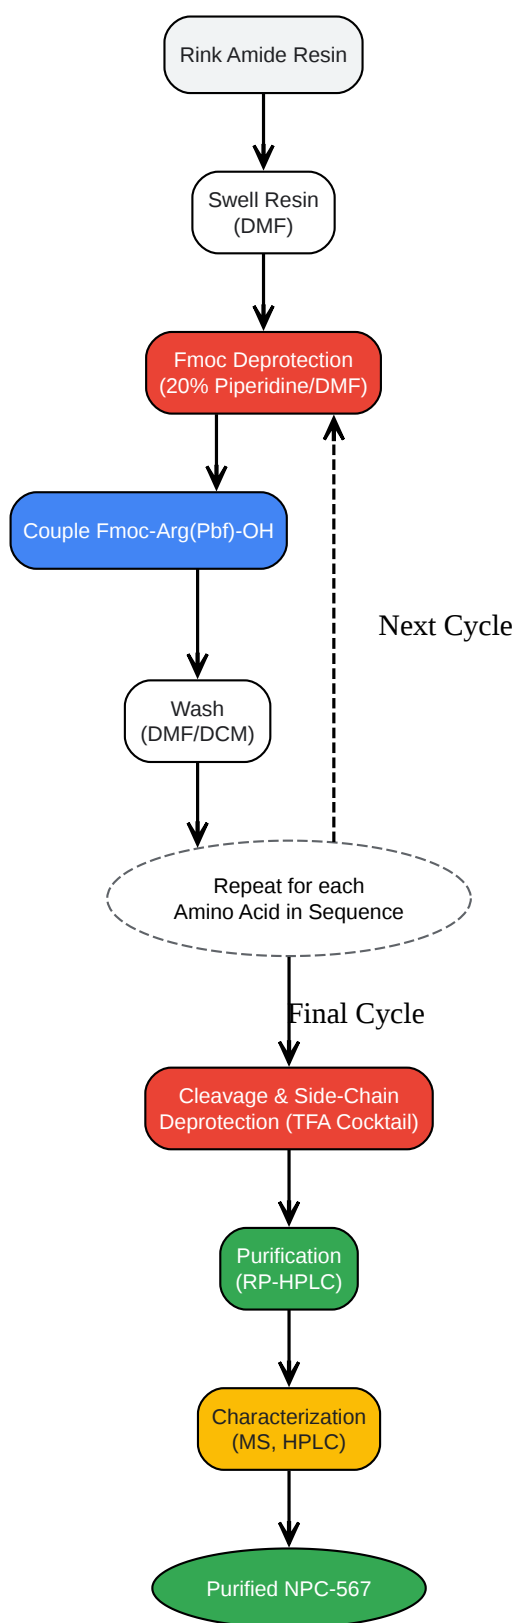 Rink Amide Resin
Swell Resin
(DMF)
Fmoc Deprotection
(20% Piperidine/DMF)
Couple Fmoc-Arg(Pbf)-OH
Next Cycle
Wash
(DMF/DCM)
Repeat for each
Amino Acid in Sequence
Final Cycle
Cleavage & Side-Chain
Deprotection (TFA Cocktail)
Purification
(RP-HPLC)
Characterization
(MS, HPLC)
Purified NPC-567